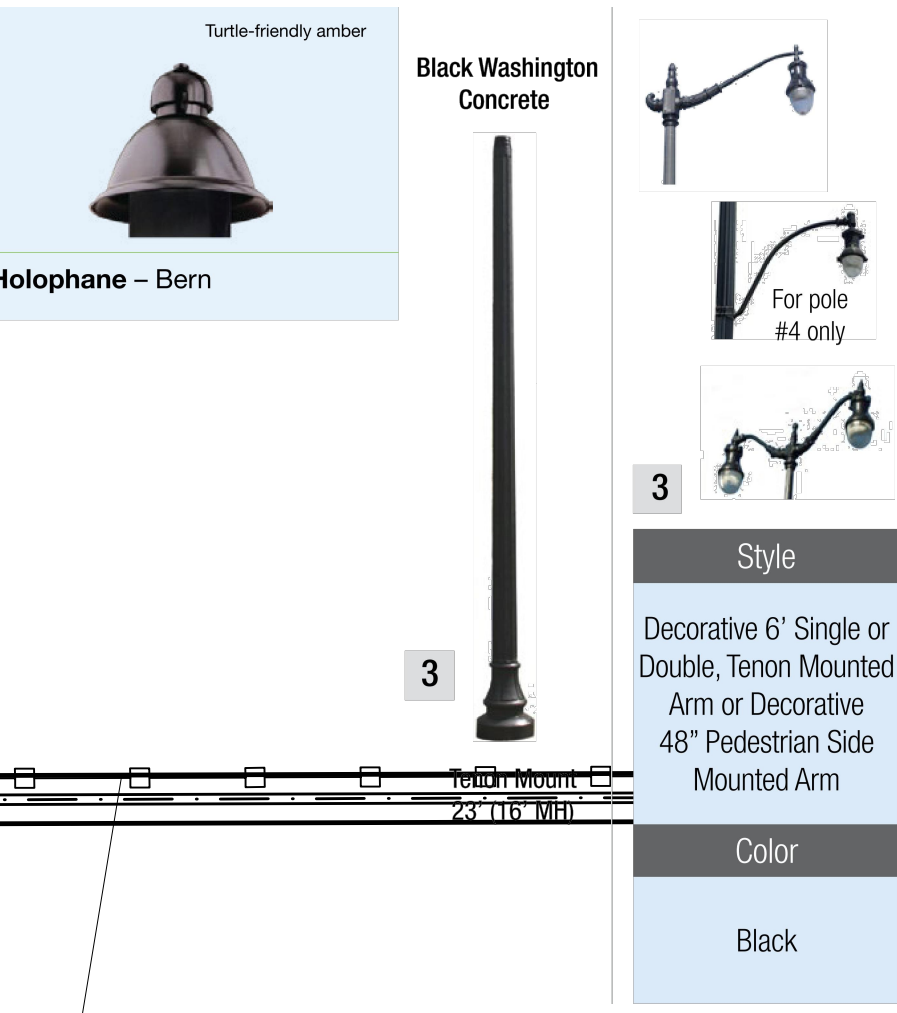 Turtle-friendly amber
Holophane – Bern
Black Washington
Concrete
3
Tenon Mount
23’ (16’ MH)
For pole
#4 only
3
Style
Decorative 6’ Single or
Double, Tenon Mounted
Arm or Decorative
48” Pedestrian Side
Mounted Arm
Color
Black